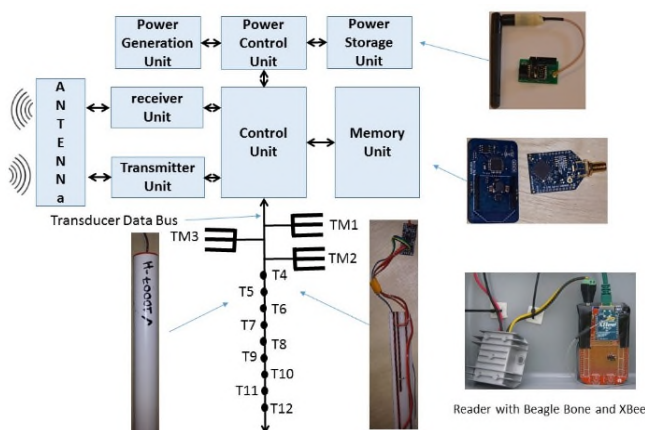 Power Generation Unit
Power Control Unit
Power Storage Unit
A N T E N N a
receiver Unit
Control Unit
Memory Unit
Transmitter Unit
Transducer Data Bus
TM1
TM3
TM2
T4
T5
T6
T7
T8
T9
T10
T11
T12
Reader with Beagle Bone and XBee